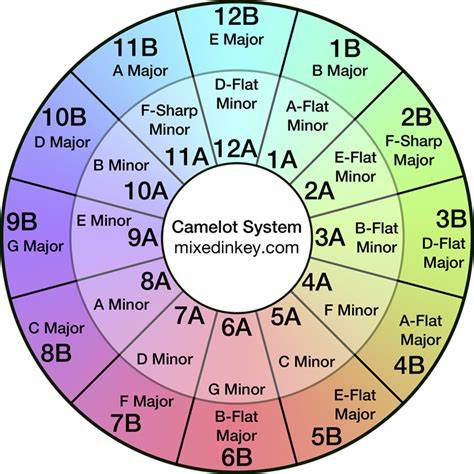 12B
E Major
1B
B Major
2B
F-Sharp
Major
3B
D-Flat
Major
A-Flat
Major
4B
E-Flat
Major
5B
B-Flat
Major
6B
F Major
7B
C Major
8B
9B
G Major
10B
D Major
11B
A Major
D-Flat
Minor
12A
A-Flat
Minor
1A
E-Flat
Minor
2A
B-Flat
Minor
3A
4A
F Minor
5A
C Minor
6A
G Minor
7A
D Minor
8A
A Minor
E Minor
9A
B Minor
10A
F-Sharp
Minor
11A
Camelot System
mixedinkey.com